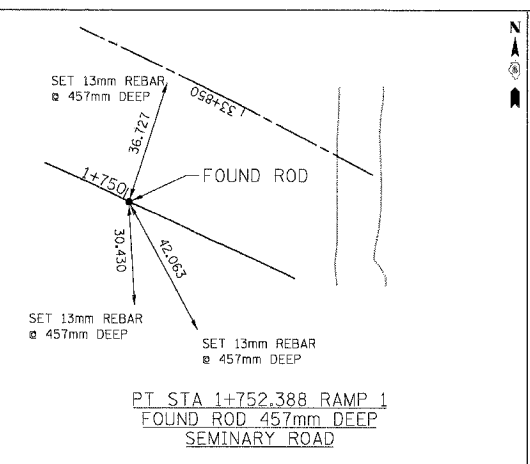 N
SET 13mm REBAR
@ 457mm DEEP
33+850
36.727
1+750
FOUND ROD
30.430
42.063
SET 13mm REBAR
@ 457mm DEEP
SET 13mm REBAR
@ 457mm DEEP
PT STA 1+752.388 RAMP 1
FOUND ROD 457mm DEEP
SEMINARY ROAD